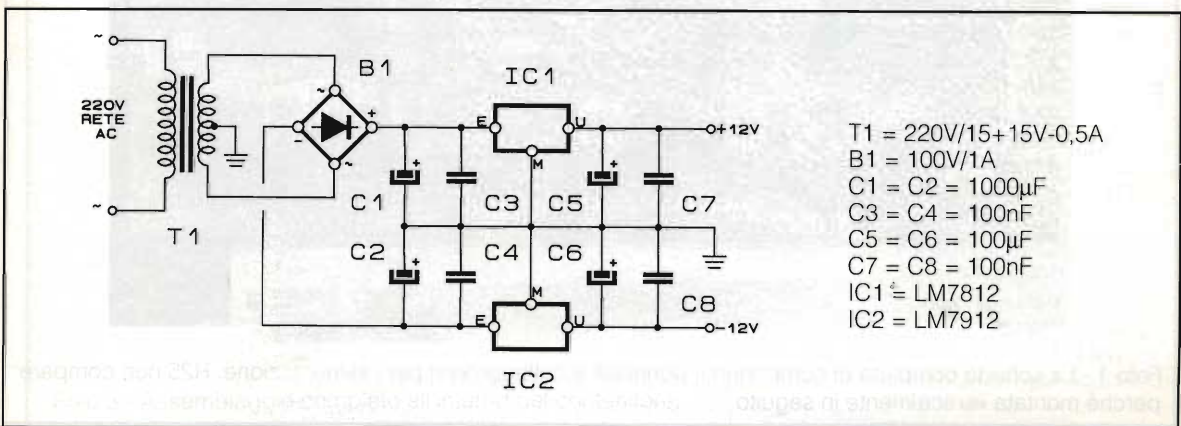 ~
220V
RETE
AC
~
T1
B1
~
-
+
~
IC1
E
U
M
+
C1
C3
+
C5
C7
+12V
+
C2
C4
+
C6
C8
M
E
U
-12V
IC2
T1 = 220V/15+15V-0,5A
B1 = 100V/1A
C1 = C2 = 1000µF
C3 = C4 = 100nF
C5 = C6 = 100µF
C7 = C8 = 100nF
IC1 = LM7812
IC2 = LM7912